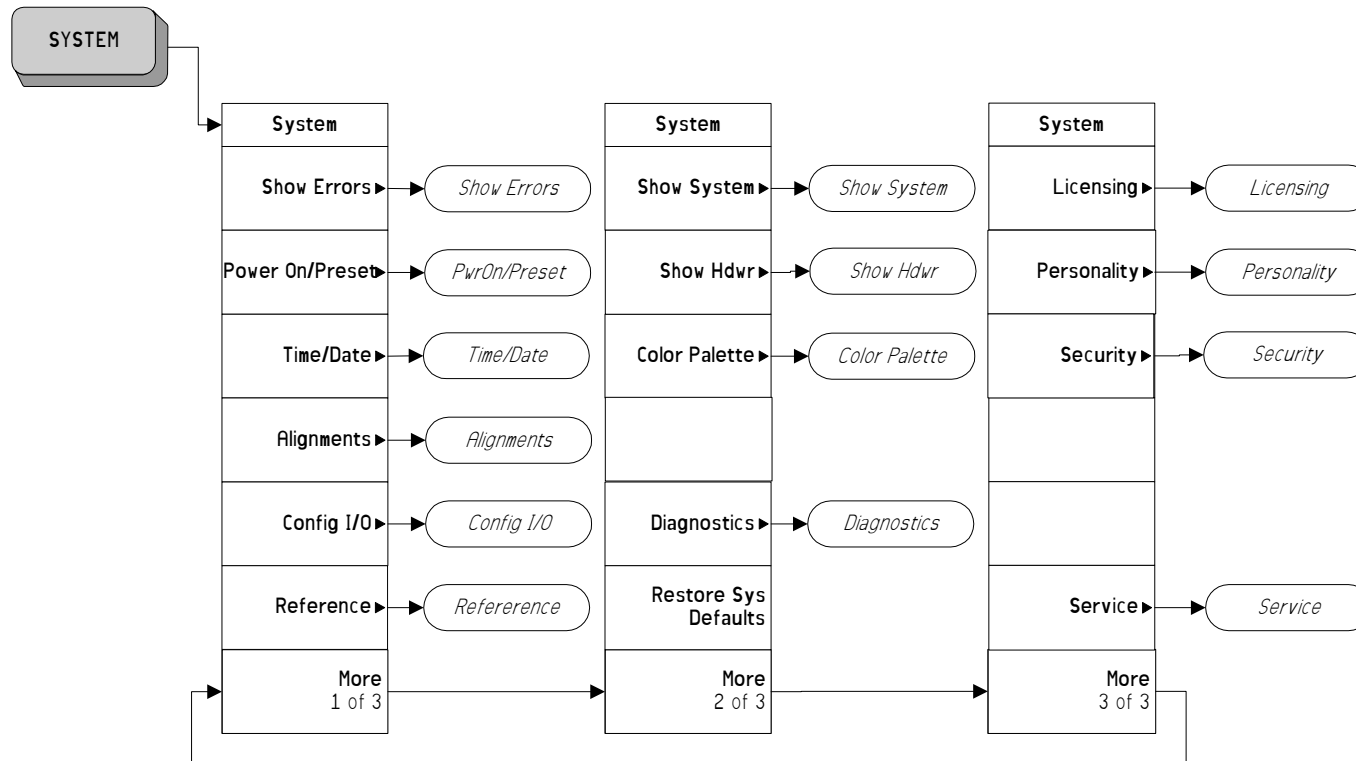 SYSTEM
System
Show Errors
Show Errors
Power On/Preset
PwrOn/Preset
Time/Date
Time/Date
Alignments
Alignments
Config I/O
Config I/O
Reference
Refererence
More
1 of 3
System
Show System
Show System
Show Hdwr
Show Hdwr
Color Palette
Color Palette
Diagnostics
Diagnostics
Restore Sys
Defaults
More
2 of 3
System
Licensing
Licensing
Personality
Personality
Security
Security
Service
Service
More
3 of 3